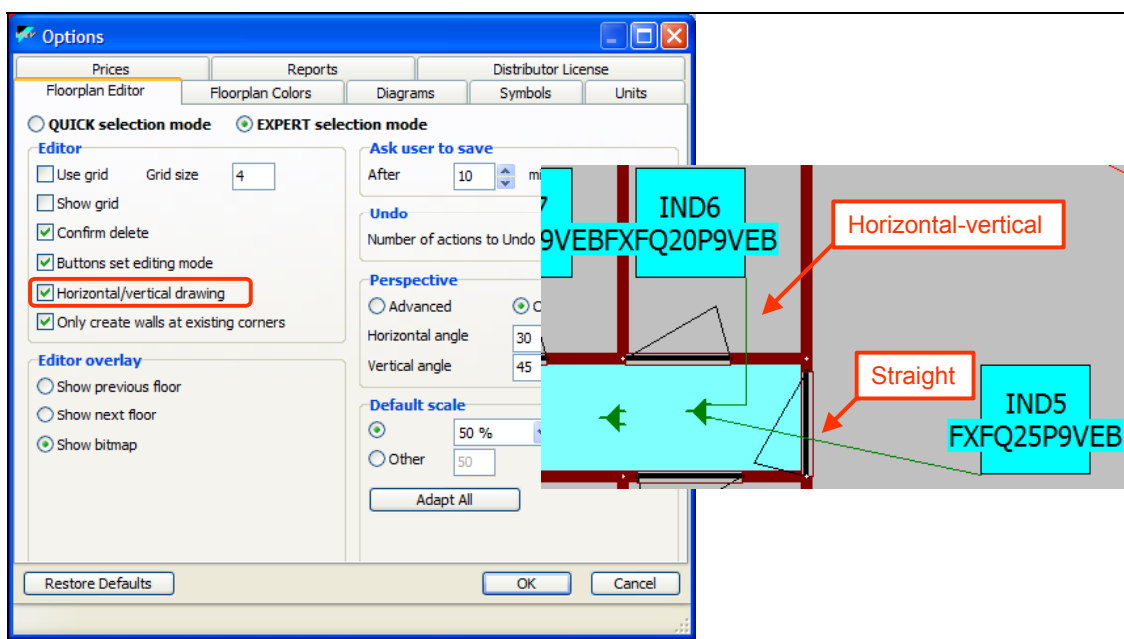 Options
Prices Reports Distributor License
Floorplan Editor Floorplan Colors Diagrams Symbols Units
QUICK selection mode EXPERT selection mode
Editor
Use grid Grid size 4
Show grid
Confirm delete
Buttons set editing mode
Horizontal/vertical drawing
Only create walls at existing corners
Editor overlay
Show previous floor
Show next floor
Show bitmap
Ask user to save
After 10
Undo
Number of actions to Undo
Perspective
Advanced
Horizontal angle 30
Vertical angle 45
Default scale
50 %
Other 50
Adapt All
Restore Defaults OK Cancel
7
9VEB
IND6
FXFQ20P9VEB
Horizontal-vertical
Straight
IND5
FXFQ25P9VEB